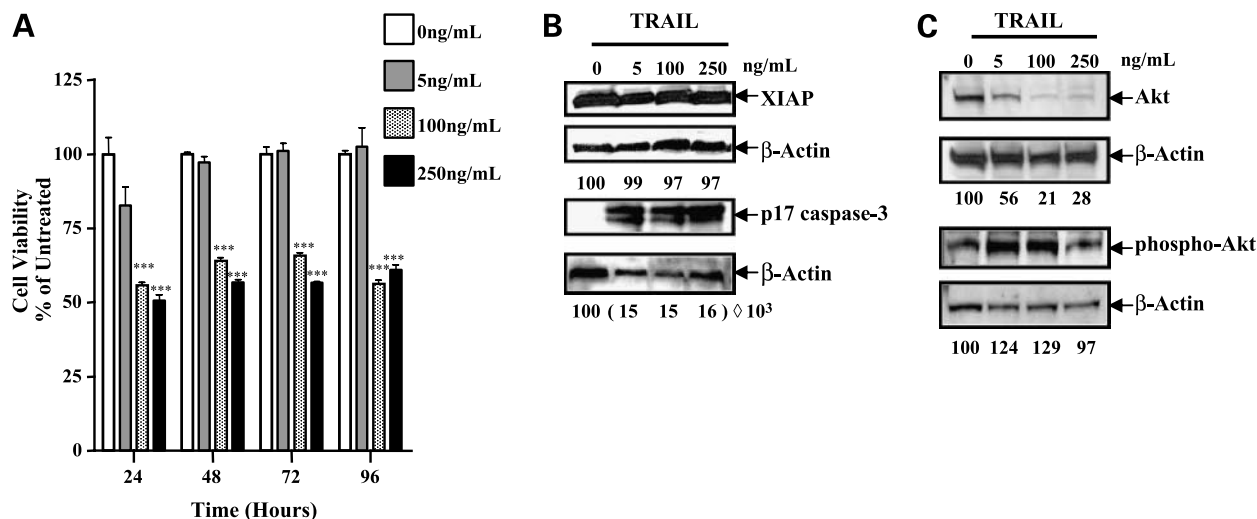 A
0ng/mL
5ng/mL
100ng/mL
250ng/mL
125
100
75
50
25
0
Cell Viability
% of Untreated
***
***
***
***
***
***
***
***
24 48 72 96
Time (Hours)
B
TRAIL
0 5 100 250 ng/mL
XIAP
β-Actin
100 99 97 97
p17 caspase-3
β-Actin
100 ( 15 15 16 ) ◊ 10³
C
TRAIL
0 5 100 250 ng/mL
Akt
β-Actin
100 56 21 28
phospho-Akt
β-Actin
100 124 129 97